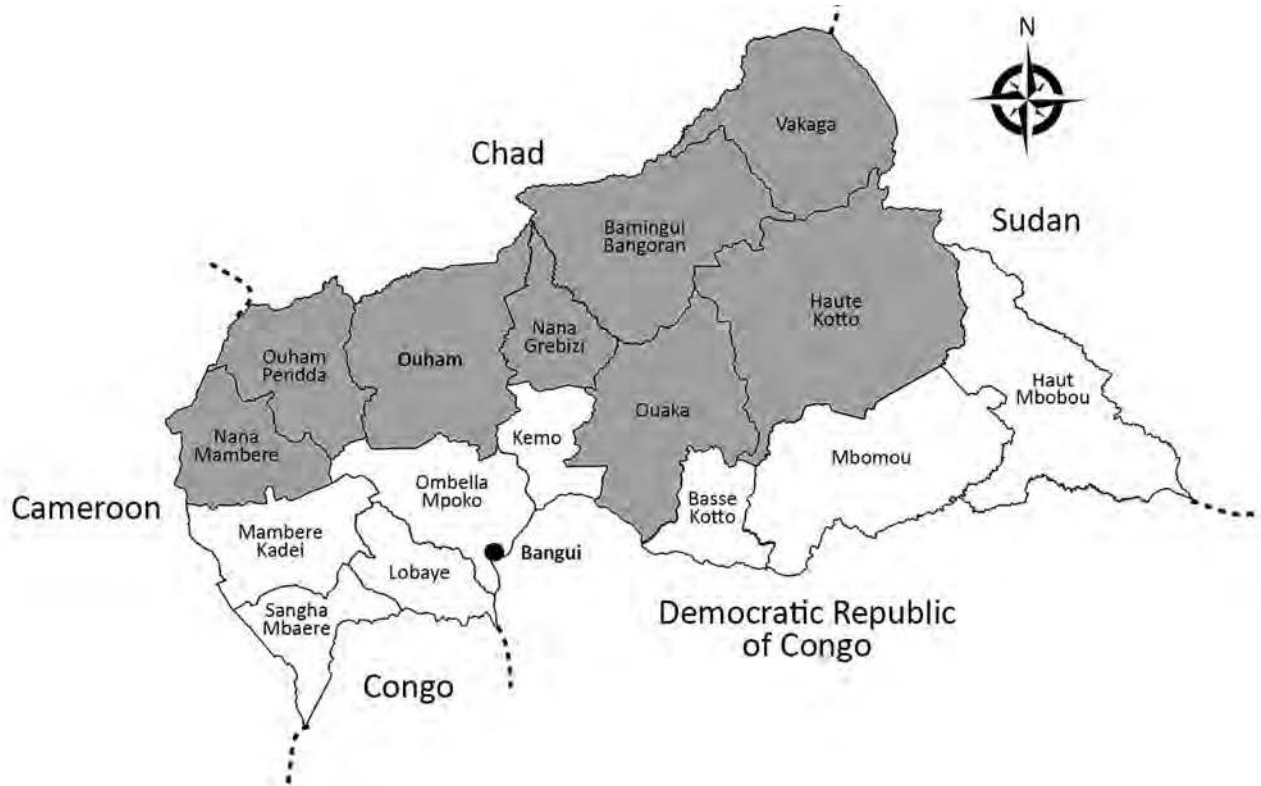 N
Vakaga
Chad
Sudan
Bamingui
Bangoran
Haute
Kotto
Nana
Grebizi
Ouham
Pendda
Ouham
Haut
Mbobou
Ouaka
Nana
Mambere
Kemo
Mbomou
Ombella
Mpoko
Basse
Kotto
Cameroon
Mambere
Kadei
Bangui
Lobaye
Sangha
Mbaere
Democratic Republic
of Congo
Congo